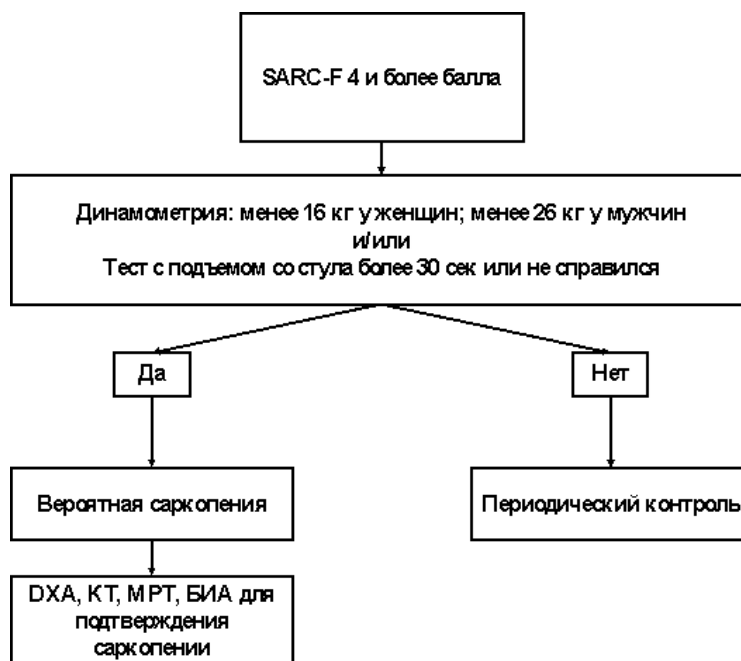 SARC-F 4 и более балла
Динамометрия: менее 16 кг у женщин; менее 26 кг у мужчин
и/или
Тест с подъемом со стула более 30 сек или не справился
Да
Нет
Вероятная саркопения
Периодический контроль
DXA, КТ, МРТ, БИА для
подтверждения
саркопении